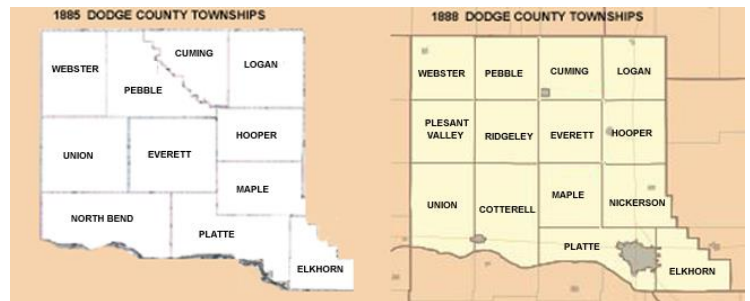 1885 DODGE COUNTY TOWNSHIPS
WEBSTER
CUMING
LOGAN
PEBBLE
HOOPER
UNION
EVERETT
MAPLE
NORTH BEND
PLATTE
ELKHORN
1888 DODGE COUNTY TOWNSHIPS
WEBSTER
PEBBLE
CUMING
LOGAN
PLESANT
VALLEY
RIDGELEY
EVERETT
HOOPER
UNION
COTTERELL
MAPLE
NICKERSON
PLATTE
ELKHORN